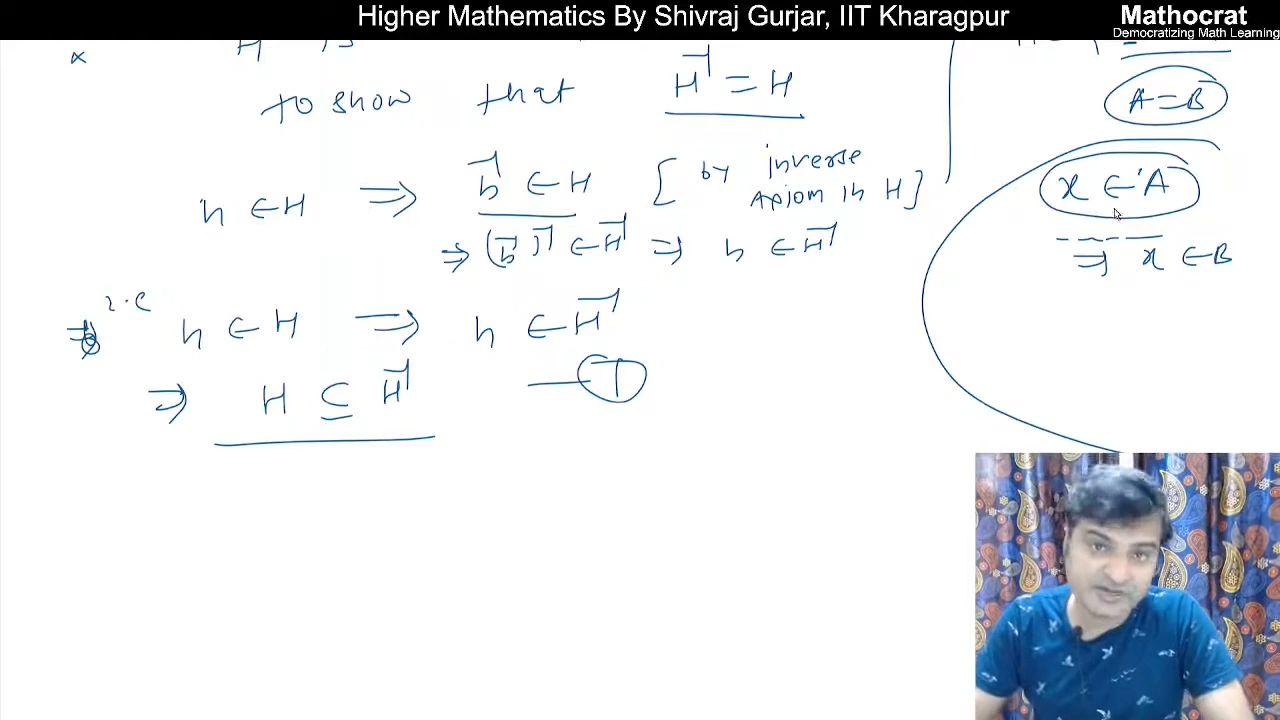 Higher Mathematics By Shivraj Gurjar, IIT Kharagpur
Mathocrat
Democratizing Math Learning
H is
to show that H⁻¹ = H
h ∈ H ⇒ h⁻¹ ∈ H [by inverse
axiom in H]
⇒ (h⁻¹)⁻¹ ∈ H⁻¹ ⇒ h ∈ H⁻¹
i.e h ∈ H ⇒ h ∈ H⁻¹
⇒ H ⊆ H⁻¹ — I
A = B
x ∈ A
⇒ x ∈ B